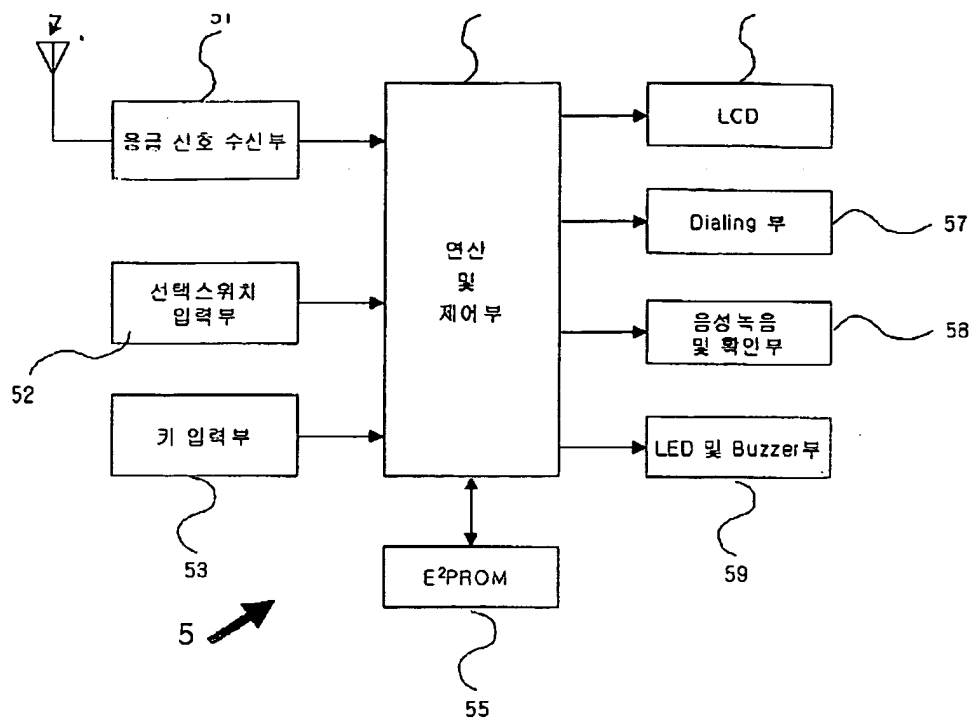 51
응급 신호 수신부
LCD
Dialing 부
57
연산
및
제어부
선택스위치
입력부
52
음성녹음
및 확인부
58
키 입력부
53
LED 및 Buzzer부
59
E²PROM
55
5